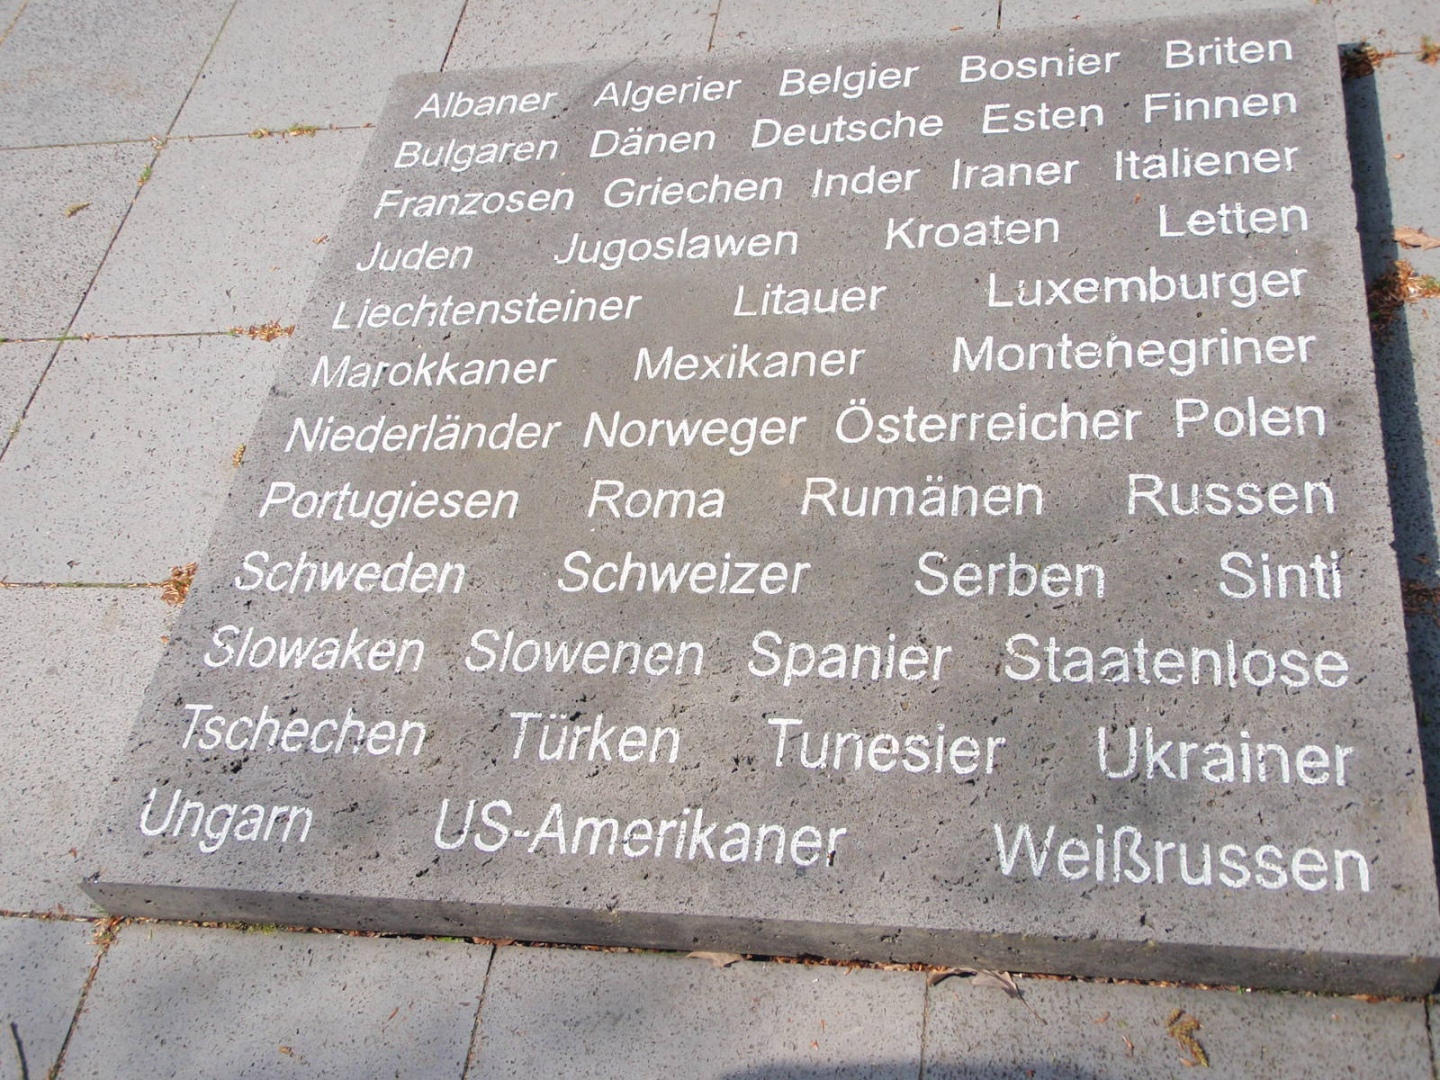 Albaner Algerier Belgier Bosnier Briten
Bulgaren Dänen Deutsche Esten Finnen
Franzosen Griechen Inder Iraner Italiener
Juden Jugoslawen Kroaten Letten
Liechtensteiner Litauer Luxemburger
Marokkaner Mexikaner Montenegriner
Niederländer Norweger Österreicher Polen
Portugiesen Roma Rumänen Russen
Schweden Schweizer Serben Sinti
Slowaken Slowenen Spanier Staatenlose
Tschechen Türken Tunesier Ukrainer
Ungarn US-Amerikaner Weißrussen